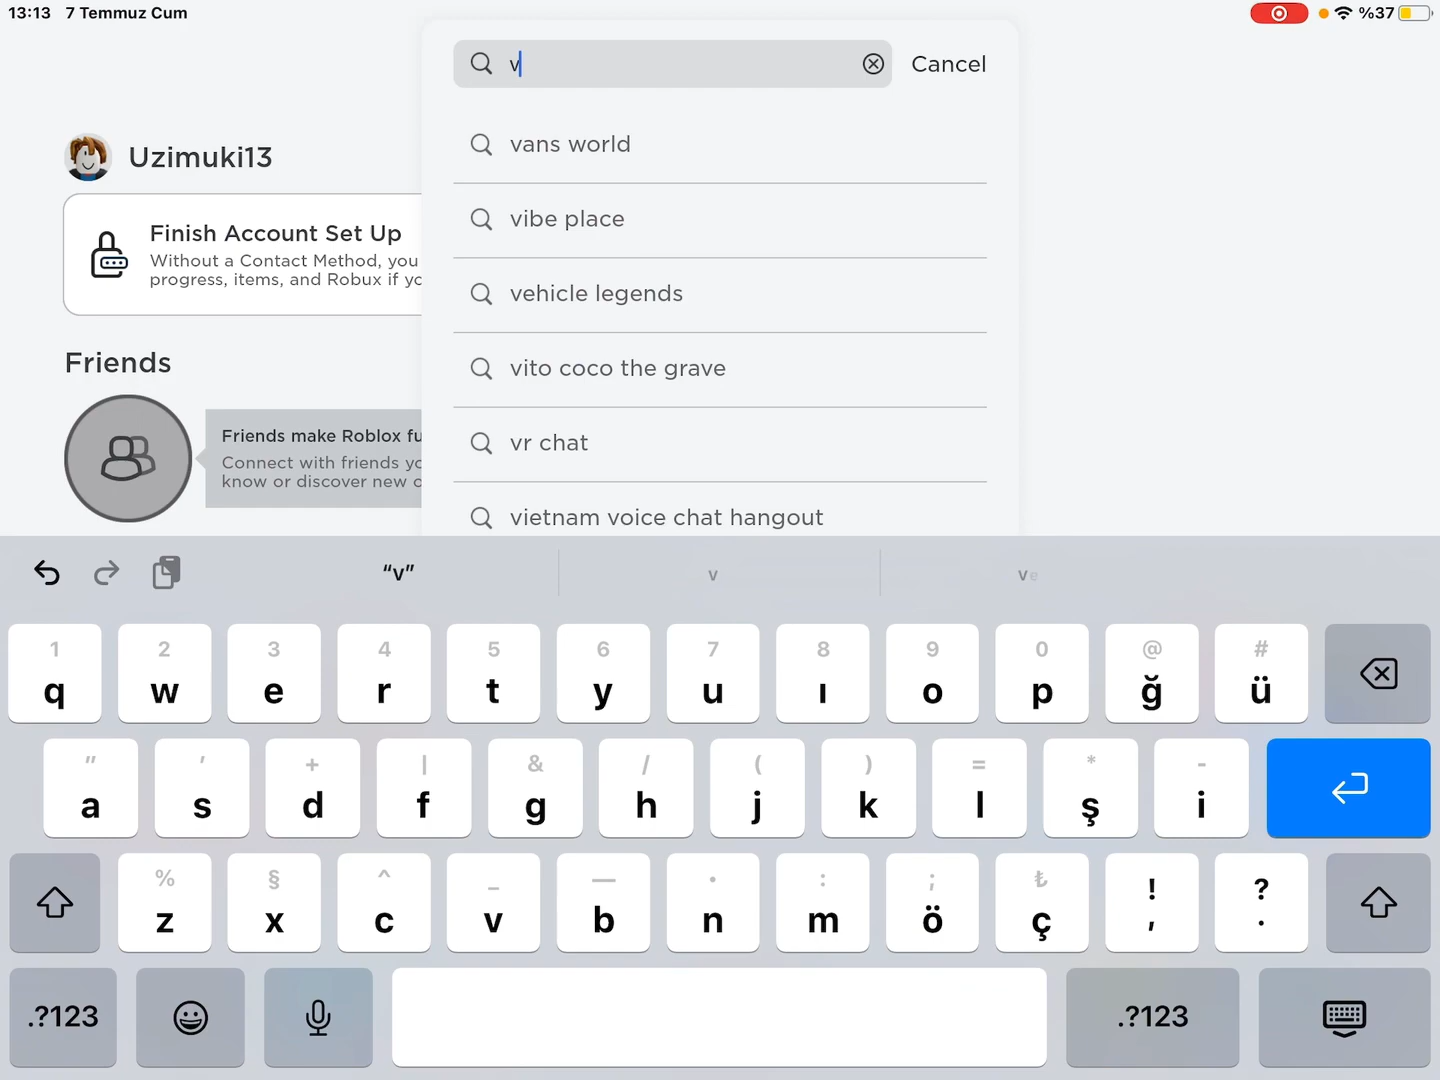 13:13 7 Temmuz Cum
%37
v
Cancel
Uzimuki13
Finish Account Set Up
Without a Contact Method, you
progress, items, and Robux if yo
Friends
Friends make Roblox fu
Connect with friends yo
know or discover new c
vans world
vibe place
vehicle legends
vito coco the grave
vr chat
vietnam voice chat hangout
“v” v ve
1 2 3 4 5 6 7 8 9 0 @ #
q w e r t y u ı o p ğ ü
" ' + | & / ( ) = * -
a s d f g h j k l ş i
% § ^ _ — · : ; ₺ ! ?
z x c v b n m ö ç , .
.?123 .?123